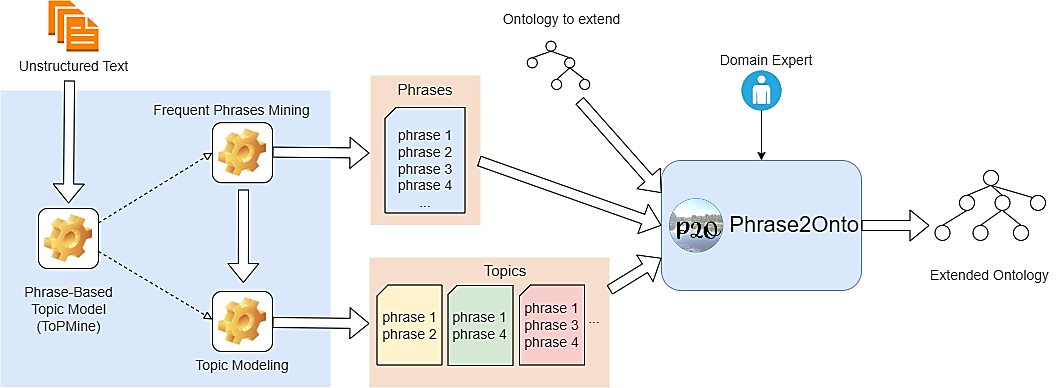 Unstructured Text
Ontology to extend
Domain Expert
Frequent Phrases Mining
Phrases
phrase 1
phrase 2
phrase 3
phrase 4
...
Phrase-Based
Topic Model
(ToPMine)
Topic Modeling
Topics
phrase 1
phrase 2
phrase 1
phrase 4
phrase 1
phrase 3
phrase 4
...
P2O
Phrase2Onto
Extended Ontology